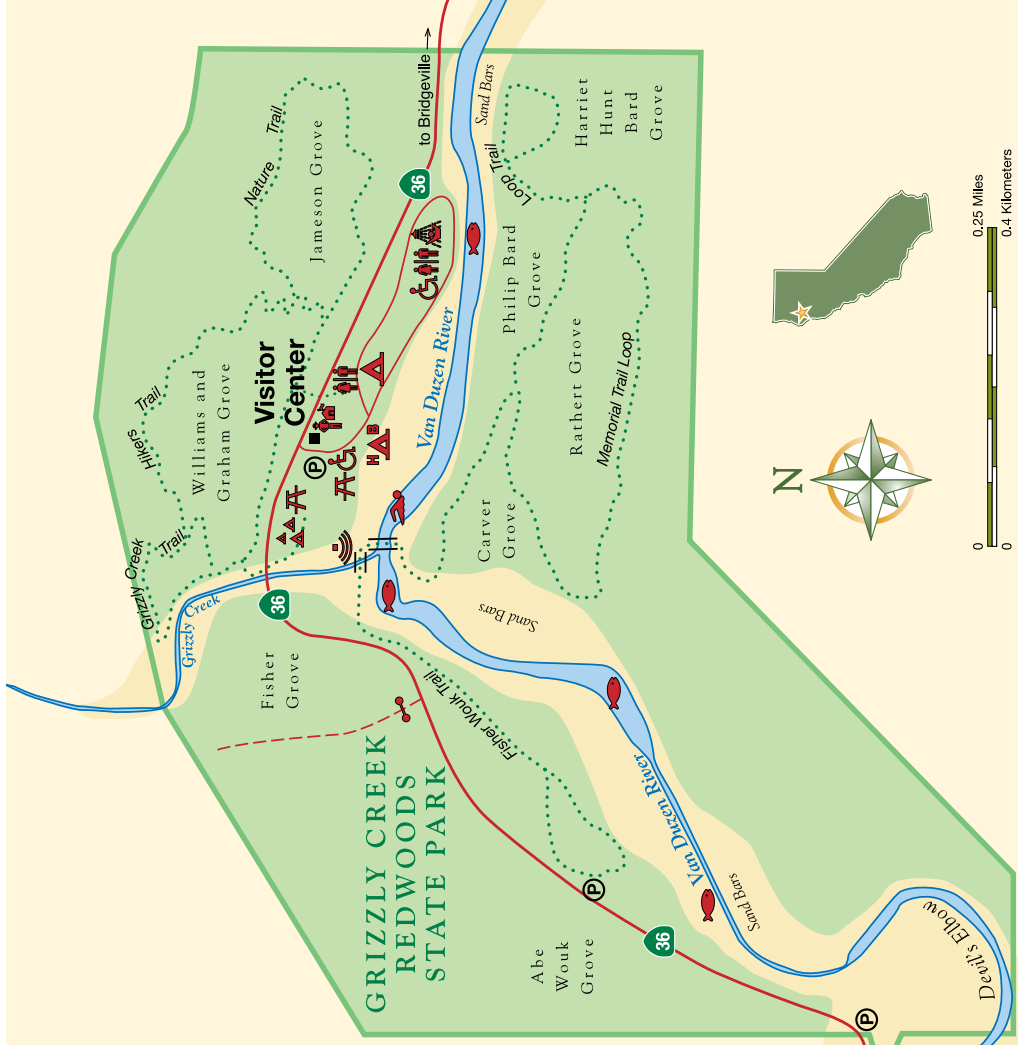 GRIZZLY CREEK
REDWOODS
STATE PARK
to Bridgeville
36
Nature Trail
Jameson Grove
Hikers Trail
Williams and
Graham Grove
Grizzly Creek
Trail
Grizzly Creek
Visitor
Center
P
H B
Van Duzen River
Sand Bars
Loop Trail
Harriet
Hunt
Bard
Grove
Philip Bard
Grove
Rathert Grove
Memorial Trail Loop
Carver
Grove
Sand Bars
36
Fisher
Grove
Fisher Wouk Trail
Abe
Wouk
Grove
P
36
Van Duzen River
Sand Bars
Devil's Elbow
P
N
0 0.25 Miles
0 0.4 Kilometers